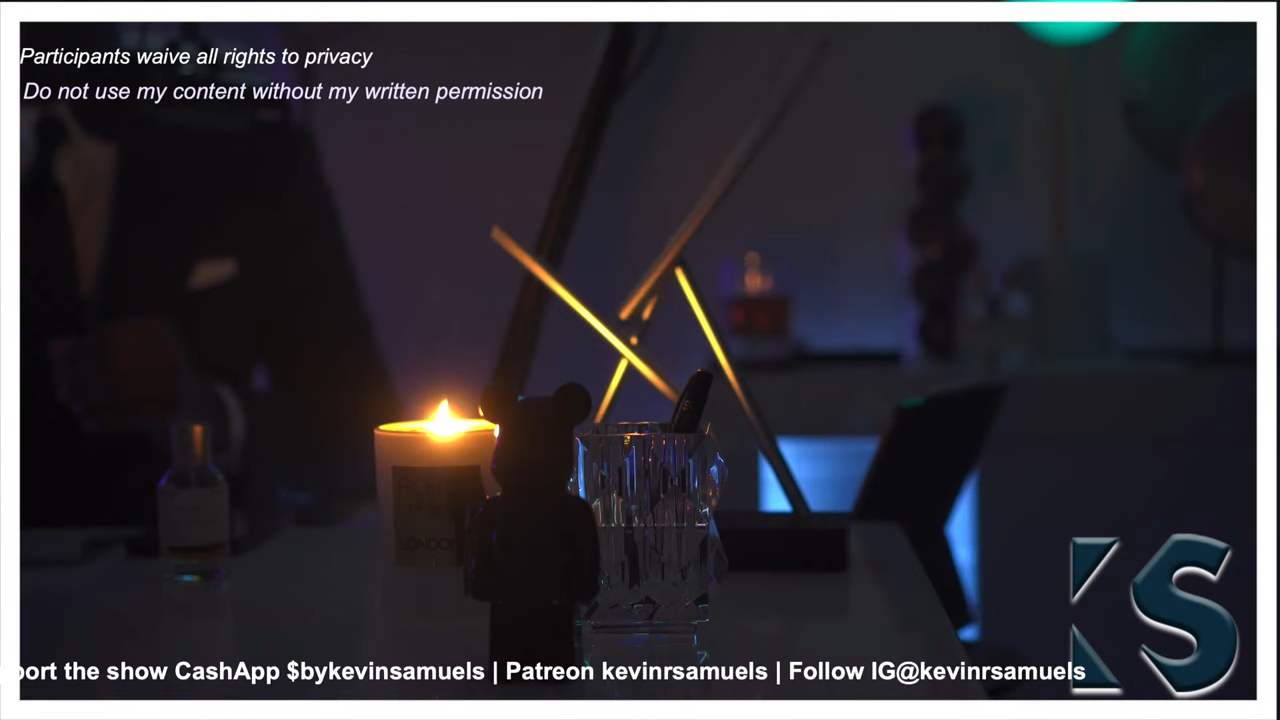 Participants waive all rights to privacy
Do not use my content without my written permission
LONDON
port the show CashApp $bykevinsamuels | Patreon kevinrsamuels | Follow IG@kevinrsamuels
KS